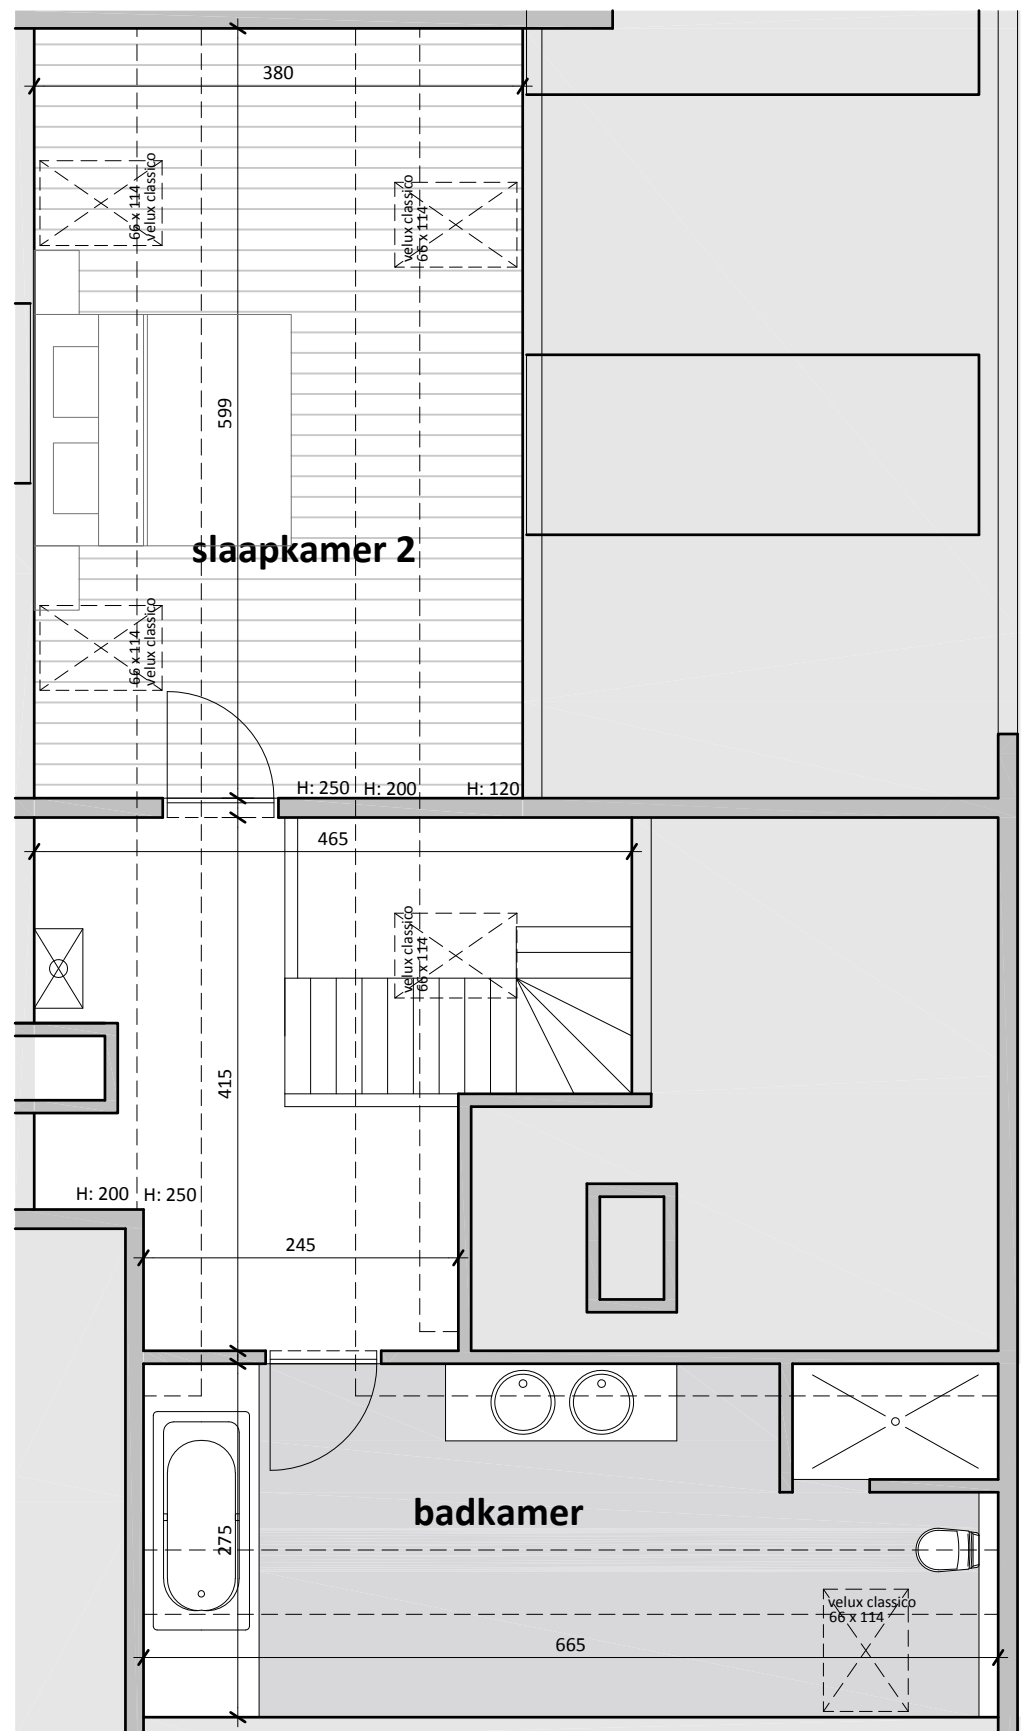 380
66 x 114
velux classico
velux classico
66 x 114
599
slaapkamer 2
66 x 114
velux classico
H: 250
H: 200
H: 120
465
velux classico
66 x 114
415
H: 200
H: 250
245
badkamer
275
velux classico
66 x 114
665